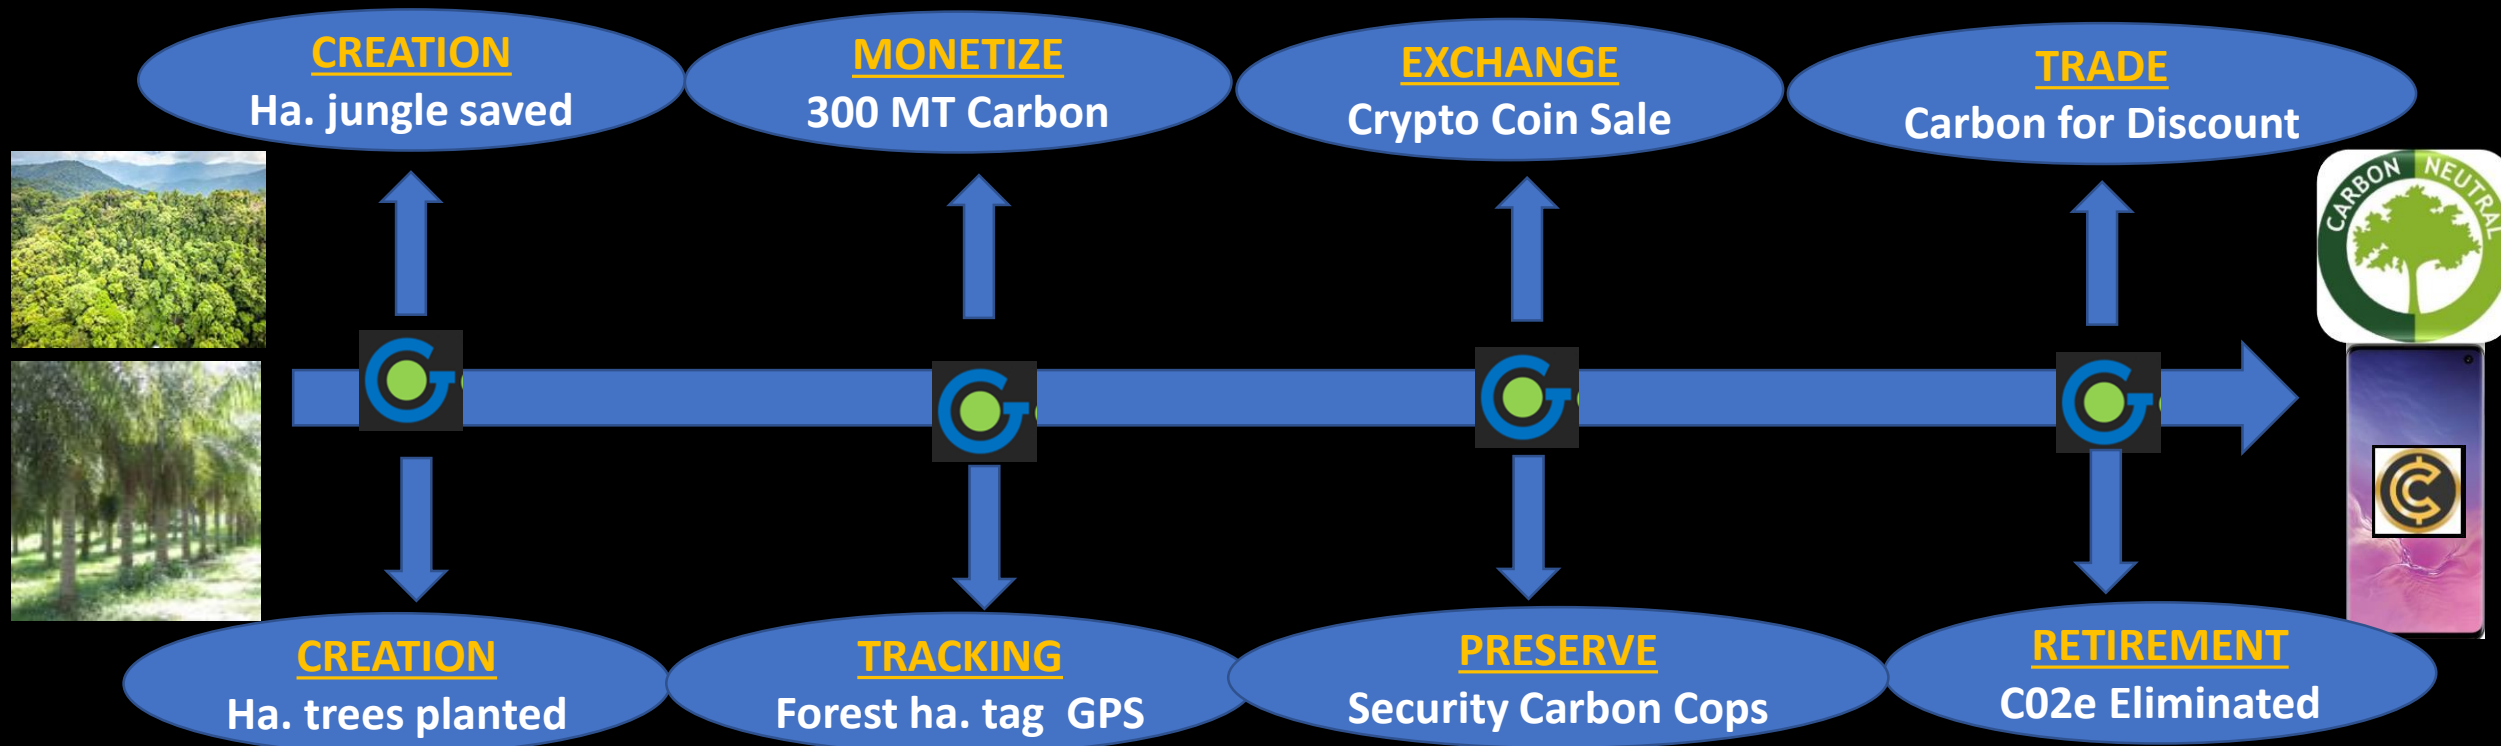 CREATION
Ha. jungle saved
MONETIZE
300 MT Carbon
EXCHANGE
Crypto Coin Sale
TRADE
Carbon for Discount
CARBON NEUTRAL
CREATION
Ha. trees planted
TRACKING
Forest ha. tag  GPS
PRESERVE
Security Carbon Cops
RETIREMENT
C02e Eliminated